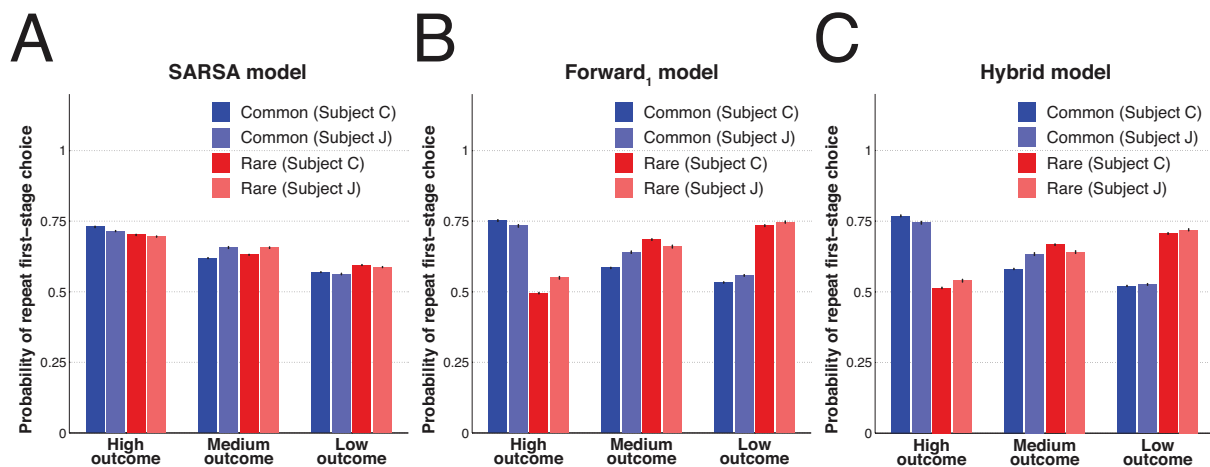 A
SARSA model
Probability of repeat first−stage choice
1
0.75
0.5
0.25
0
Common (Subject C)
Common (Subject J)
Rare (Subject C)
Rare (Subject J)
High
outcome
Medium
outcome
Low
outcome
B
Forward1 model
Probability of repeat first−stage choice
1
0.75
0.5
0.25
0
Common (Subject C)
Common (Subject J)
Rare (Subject C)
Rare (Subject J)
High
outcome
Medium
outcome
Low
outcome
C
Hybrid model
Probability of repeat first−stage choice
1
0.75
0.5
0.25
0
Common (Subject C)
Common (Subject J)
Rare (Subject C)
Rare (Subject J)
High
outcome
Medium
outcome
Low
outcome